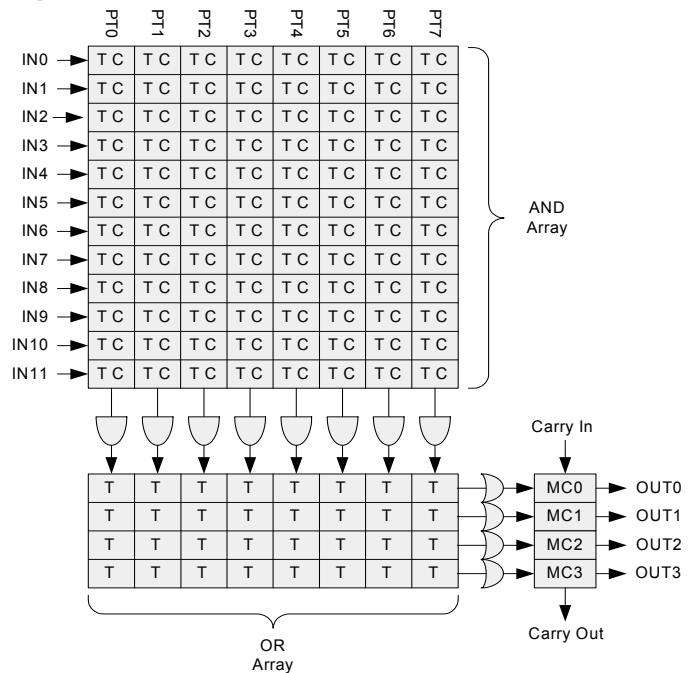 PT0 PT1 PT2 PT3 PT4 PT5 PT6 PT7
IN0 T C T C T C T C T C T C T C T C
IN1 T C T C T C T C T C T C T C T C
IN2 T C T C T C T C T C T C T C T C
IN3 T C T C T C T C T C T C T C T C
IN4 T C T C T C T C T C T C T C T C
IN5 T C T C T C T C T C T C T C T C
IN6 T C T C T C T C T C T C T C T C
IN7 T C T C T C T C T C T C T C T C
IN8 T C T C T C T C T C T C T C T C
IN9 T C T C T C T C T C T C T C T C
IN10 T C T C T C T C T C T C T C T C
IN11 T C T C T C T C T C T C T C T C
AND
Array
Carry In
T T T T T T T T MC0 OUT0
T T T T T T T T MC1 OUT1
T T T T T T T T MC2 OUT2
T T T T T T T T MC3 OUT3
Carry Out
OR
Array